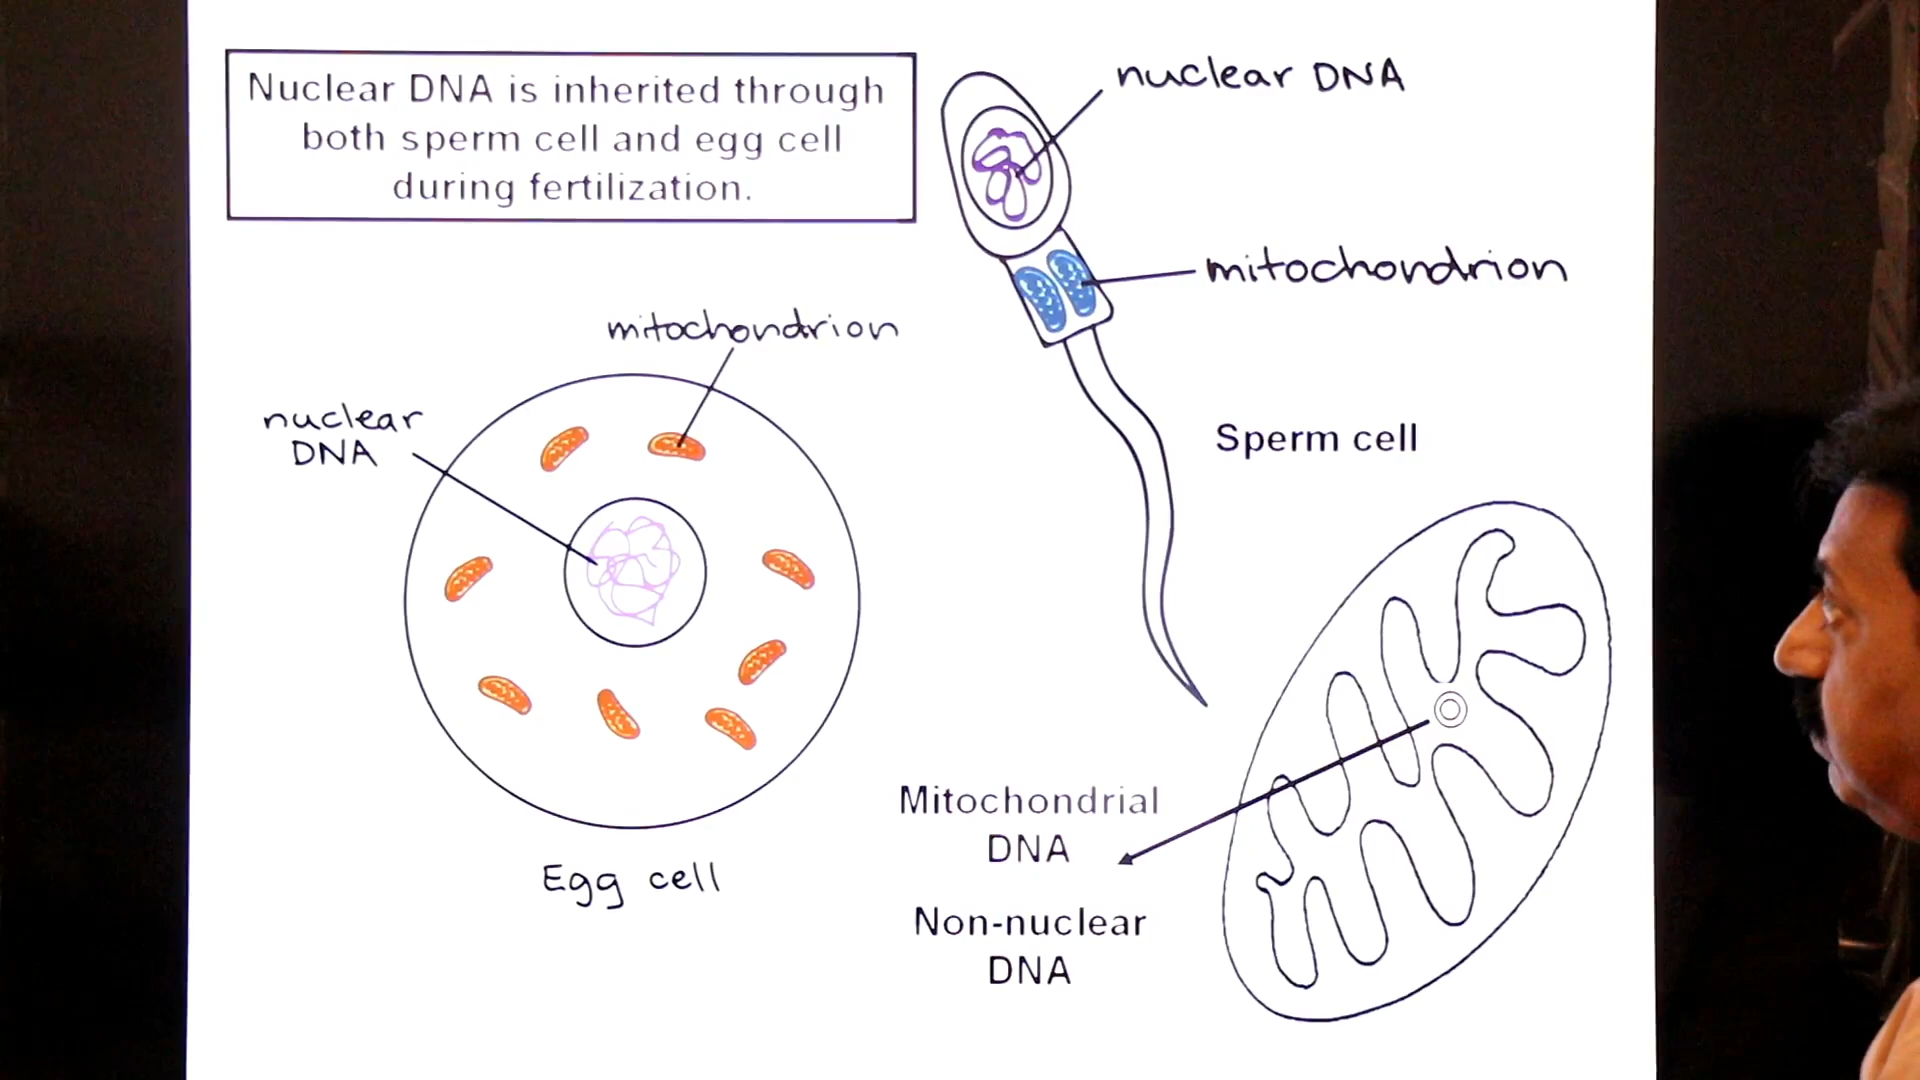 Nuclear DNA is inherited through
both sperm cell and egg cell
during fertilization.
nuclear DNA
mitochondrion
mitochondrion
nuclear
DNA
Sperm cell
Mitochondrial
DNA
Egg cell
Non-nuclear
DNA